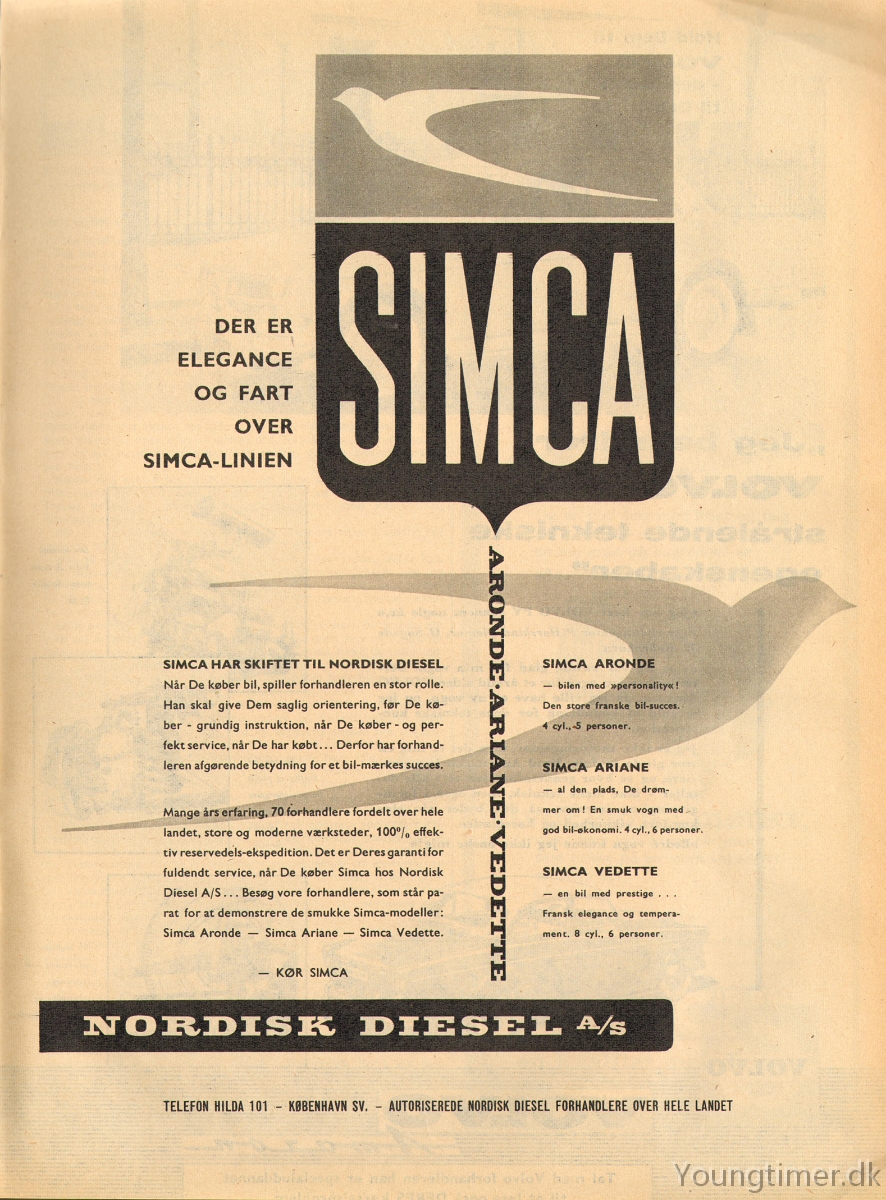 SIMCA
DER ER
ELEGANCE
OG FART
OVER
SIMCA-LINIEN
ARONDE·ARIANE·VEDETTE
SIMCA HAR SKIFTET TIL NORDISK DIESEL
Når De køber bil, spiller forhandleren en stor rolle.
Han skal give Dem saglig orientering, før De kø-
ber - grundig instruktion, når De køber - og per-
fekt service, når De har købt... Derfor har forhand-
leren afgørende betydning for et bil-mærkes succes.
Mange års erfaring, 70 forhandlere fordelt over hele
landet, store og moderne værksteder, 100% effek-
tiv reservedels-ekspedition. Det er Deres garanti for
fuldendt service, når De køber Simca hos Nordisk
Diesel A/S... Besøg vore forhandlere, som står pa-
rat for at demonstrere de smukke Simca-modeller:
Simca Aronde — Simca Ariane — Simca Vedette.
— KØR SIMCA
SIMCA ARONDE
— bilen med »personality«!
Den store franske bil-succes.
4 cyl.,-5 personer.
SIMCA ARIANE
— al den plads, De drøm-
mer om! En smuk vogn med
god bil-økonomi. 4 cyl., 6 personer.
SIMCA VEDETTE
— en bil med prestige . . .
Fransk elegance og tempera-
ment. 8 cyl., 6 personer.
NORDISK DIESEL A/S
TELEFON HILDA 101 – KØBENHAVN SV. – AUTORISEREDE NORDISK DIESEL FORHANDLERE OVER HELE LANDET
Youngtimer.dk